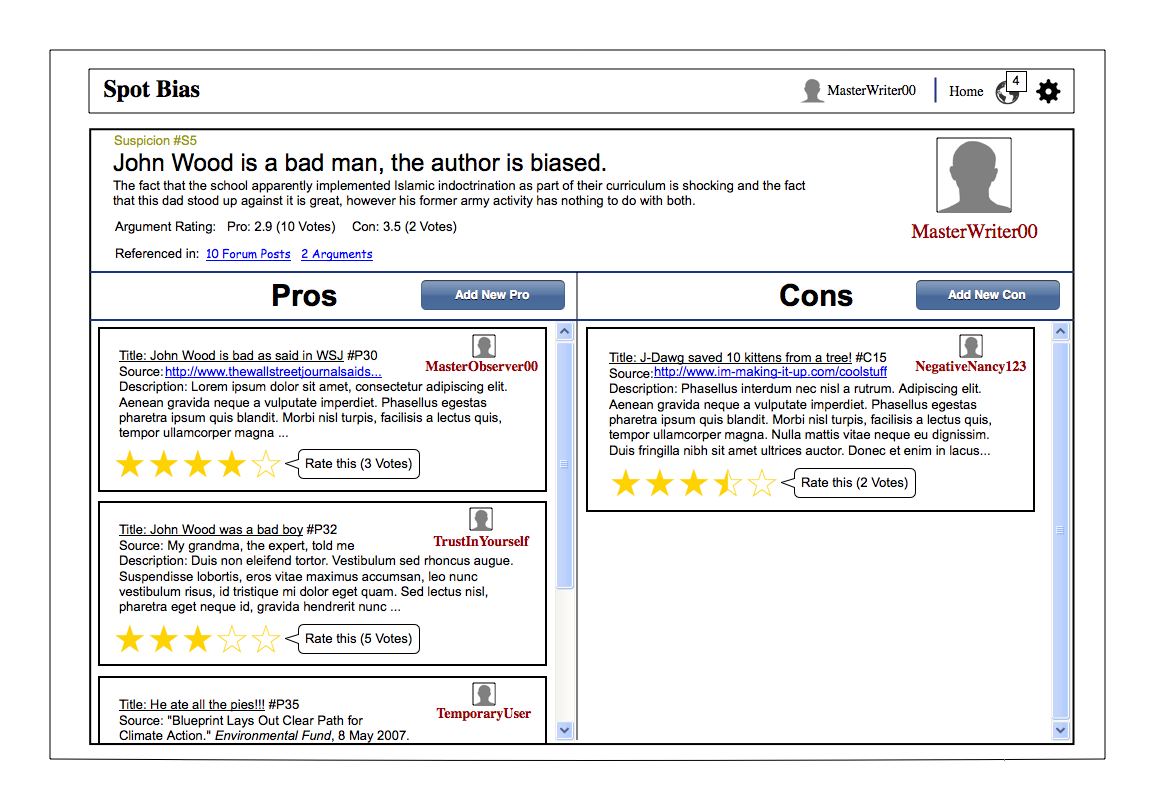 Spot Bias
MasterWriter00
Home
4
Suspicion #S5
John Wood is a bad man, the author is biased.
The fact that the school apparently implemented Islamic indoctrination as part of their curriculum is shocking and the fact
that this dad stood up against it is great, however his former army activity has nothing to do with both.
Argument Rating: Pro: 2.9 (10 Votes) Con: 3.5 (2 Votes)
Referenced in: 10 Forum Posts 2 Arguments
MasterWriter00
Pros
Add New Pro
Title: John Wood is bad as said in WSJ #P30
Source: http://www.thewallstreetjournalsaids...
MasterObserver00
Description: Lorem ipsum dolor sit amet, consectetur adipiscing elit.
Aenean gravida neque a vulputate imperdiet. Phasellus egestas
pharetra ipsum quis blandit. Morbi nisl turpis, facilisis a lectus quis,
tempor ullamcorper magna ...
Rate this (3 Votes)
Title: John Wood was a bad boy #P32
Source: My grandma, the expert, told me
TrustInYourself
Description: Duis non eleifend tortor. Vestibulum sed rhoncus augue.
Suspendisse lobortis, eros vitae maximus accumsan, leo nunc
vestibulum risus, id tristique mi dolor eget quam. Sed lectus nisl,
pharetra eget neque id, gravida hendrerit nunc ...
Rate this (5 Votes)
Title: He ate all the pies!!! #P35
Source: "Blueprint Lays Out Clear Path for
Climate Action." Environmental Fund, 8 May 2007.
TemporaryUser
Cons
Add New Con
Title: J-Dawg saved 10 kittens from a tree! #C15
Source: http://www.im-making-it-up.com/coolstuff
NegativeNancy123
Description: Phasellus interdum nec nisl a rutrum. Adipiscing elit.
Aenean gravida neque a vulputate imperdiet. Phasellus egestas
pharetra ipsum quis blandit. Morbi nisl turpis, facilisis a lectus quis,
tempor ullamcorper magna. Nulla mattis vitae neque eu dignissim.
Duis fringilla nibh sit amet ultrices auctor. Donec et enim in lacus...
Rate this (2 Votes)